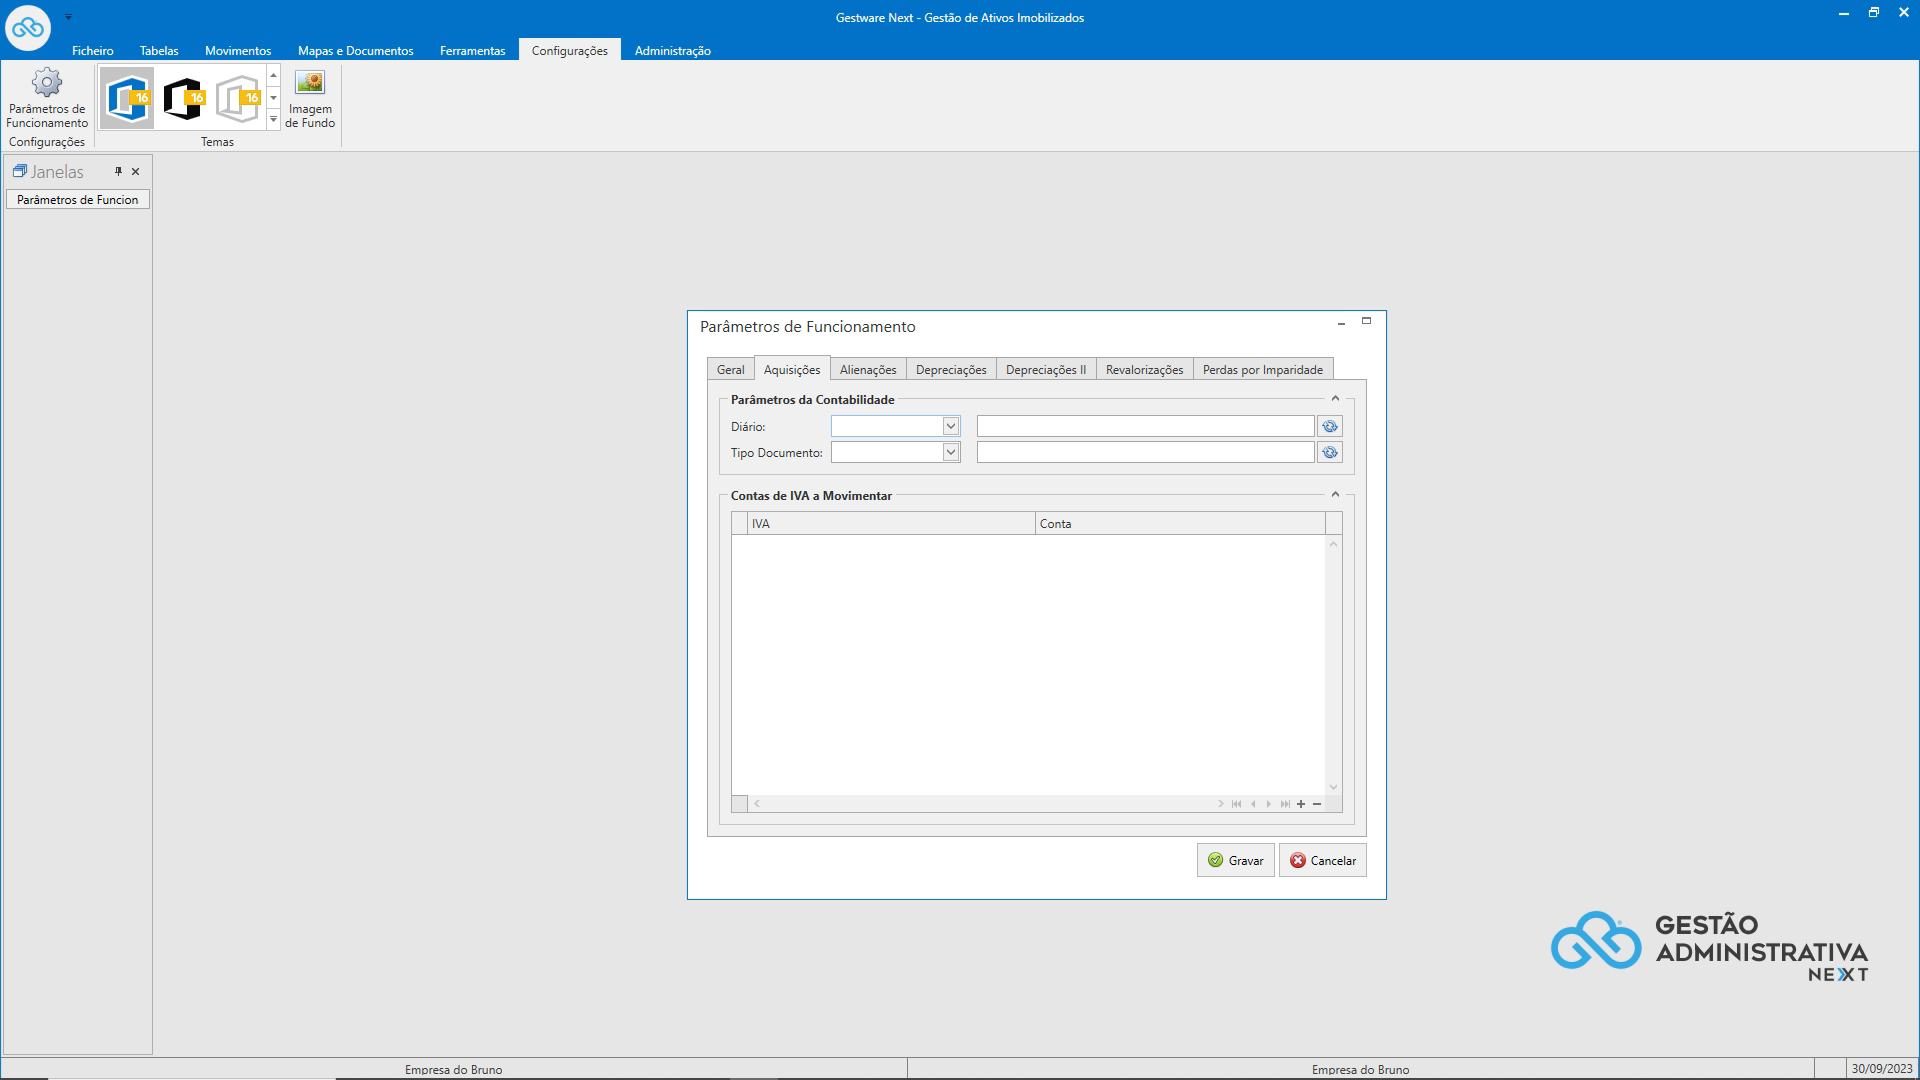 Gestware Next - Gestão de Ativos Imobilizados
Ficheiro Tabelas Movimentos Mapas e Documentos Ferramentas Configurações Administração
Parâmetros de
Funcionamento
Configurações
16 16 16
Temas
Imagem
de Fundo
Janelas
Parâmetros de Funcion
Parâmetros de Funcionamento
Geral Aquisições Alienações Depreciações Depreciações II Revalorizações Perdas por Imparidade
Parâmetros da Contabilidade
Diário:
Tipo Documento:
Contas de IVA a Movimentar
IVA Conta
Gravar Cancelar
GESTÃO
ADMINISTRATIVA
NEXT
Empresa do Bruno Empresa do Bruno 30/09/2023